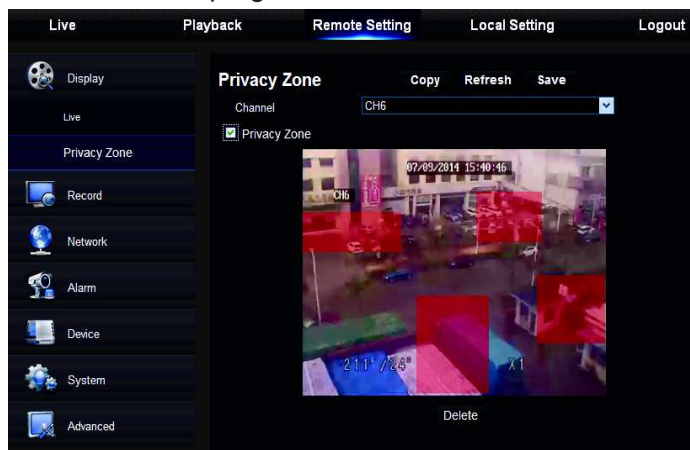 Live Playback Remote Setting Local Setting Logout
Display
Live
Privacy Zone
Record
Network
Alarm
Device
System
Advanced
Privacy Zone Copy Refresh Save
Channel CH6
Privacy Zone
07/09/2014 15:40:46
CH6
211°/24° X1
Delete